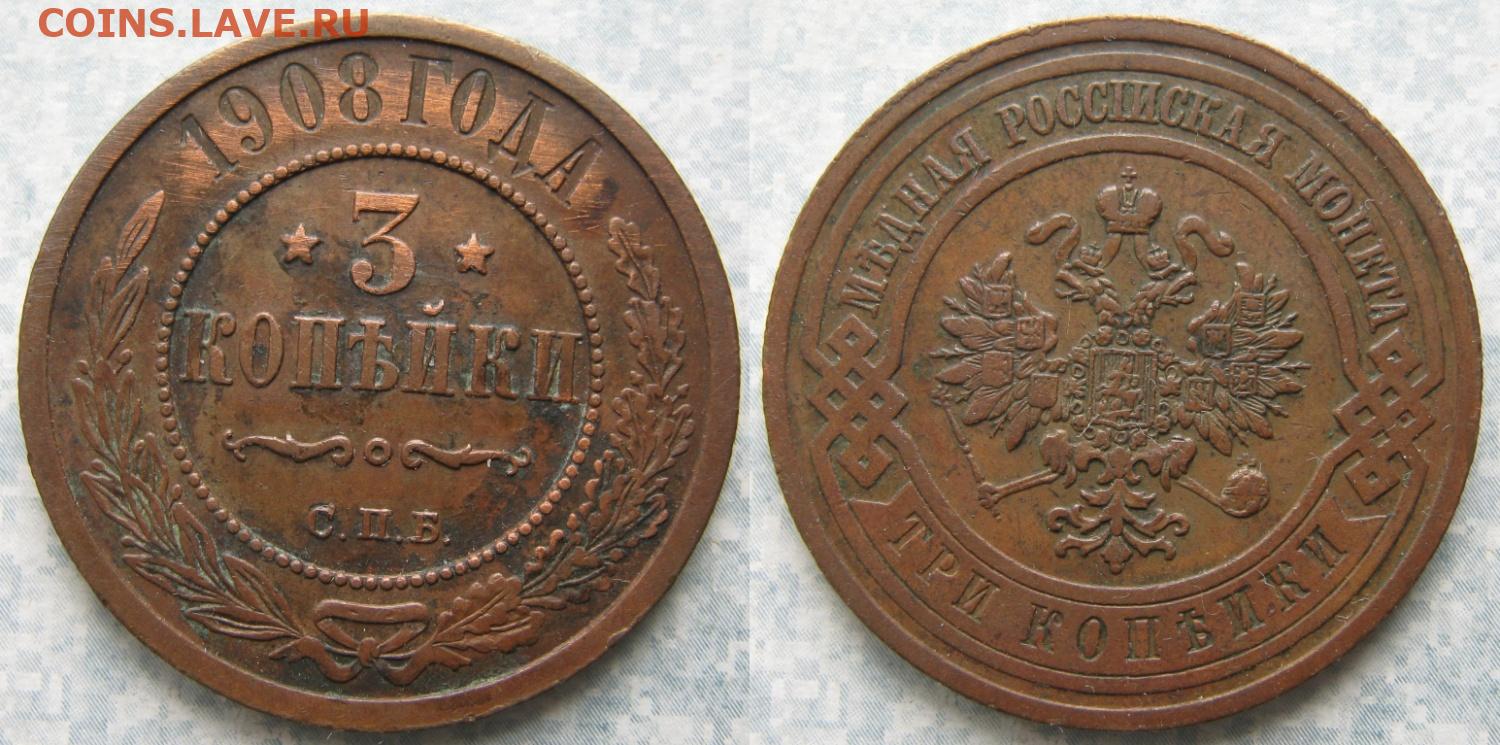 COINS.LAVE.RU
1908 ГОДА
3
КОПѢЙКИ
С.П.Б.
МѢДНАЯ РОССІЙСКАЯ МОНЕТА
ТРИ КОПѢЙКИ